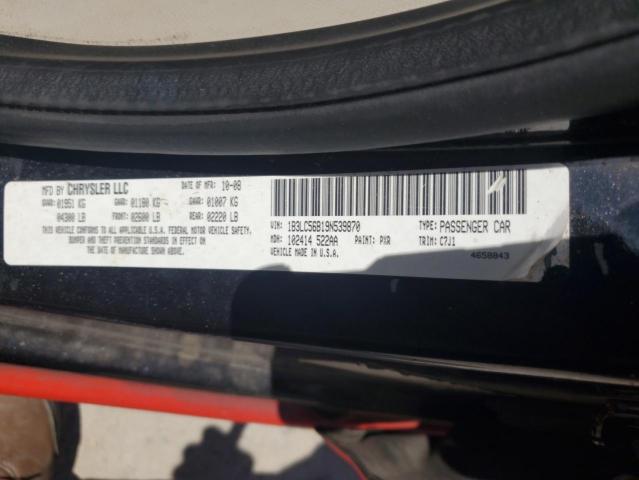 MFD BY CHRYSLER LLC DATE OF MFR: 10-08
GVWR: 01951 KG GAWR: 01180 KG GAWR: 01007 KG
04300 LB FRONT: 02600 LB REAR: 02220 LB
THIS VEHICLE CONFORMS TO ALL APPLICABLE U.S.A. FEDERAL MOTOR VEHICLE SAFETY,
BUMPER AND THEFT PREVENTION STANDARDS IN EFFECT ON THE
DATE OF MANUFACTURE SHOWN ABOVE.
VIN: 1B3LC56B19N539870 TYPE: PASSENGER CAR
MDH: 102414 522AA PAINT: PXR TRIM: C7J1
VEHICLE MADE IN U.S.A. 4658843